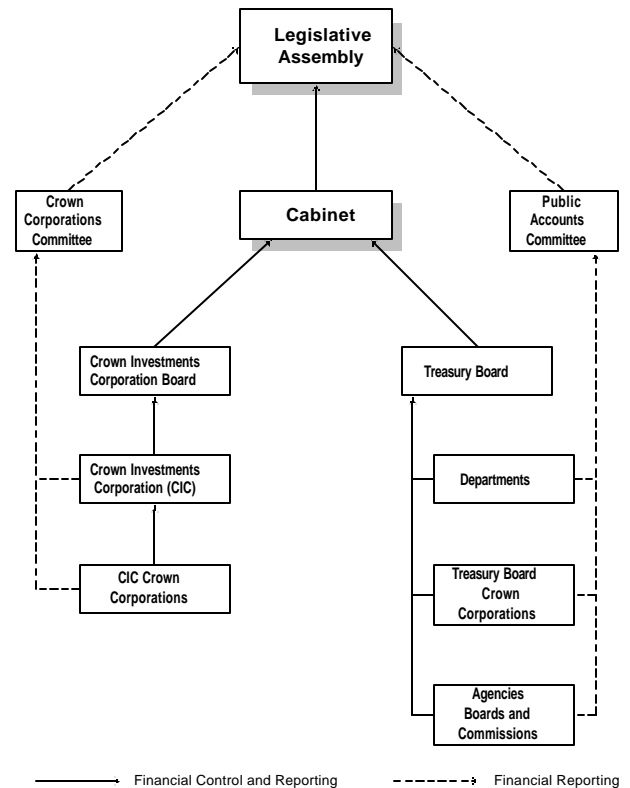 Legislative
Assembly
Crown
Corporations
Committee
Cabinet
Public
Accounts
Committee
Crown Investments
Corporation Board
Treasury Board
Crown Investments
Corporation (CIC)
Departments
CIC Crown
Corporations
Treasury Board
Crown
Corporations
Agencies
Boards and
Commissions
Financial Control and Reporting
Financial Reporting